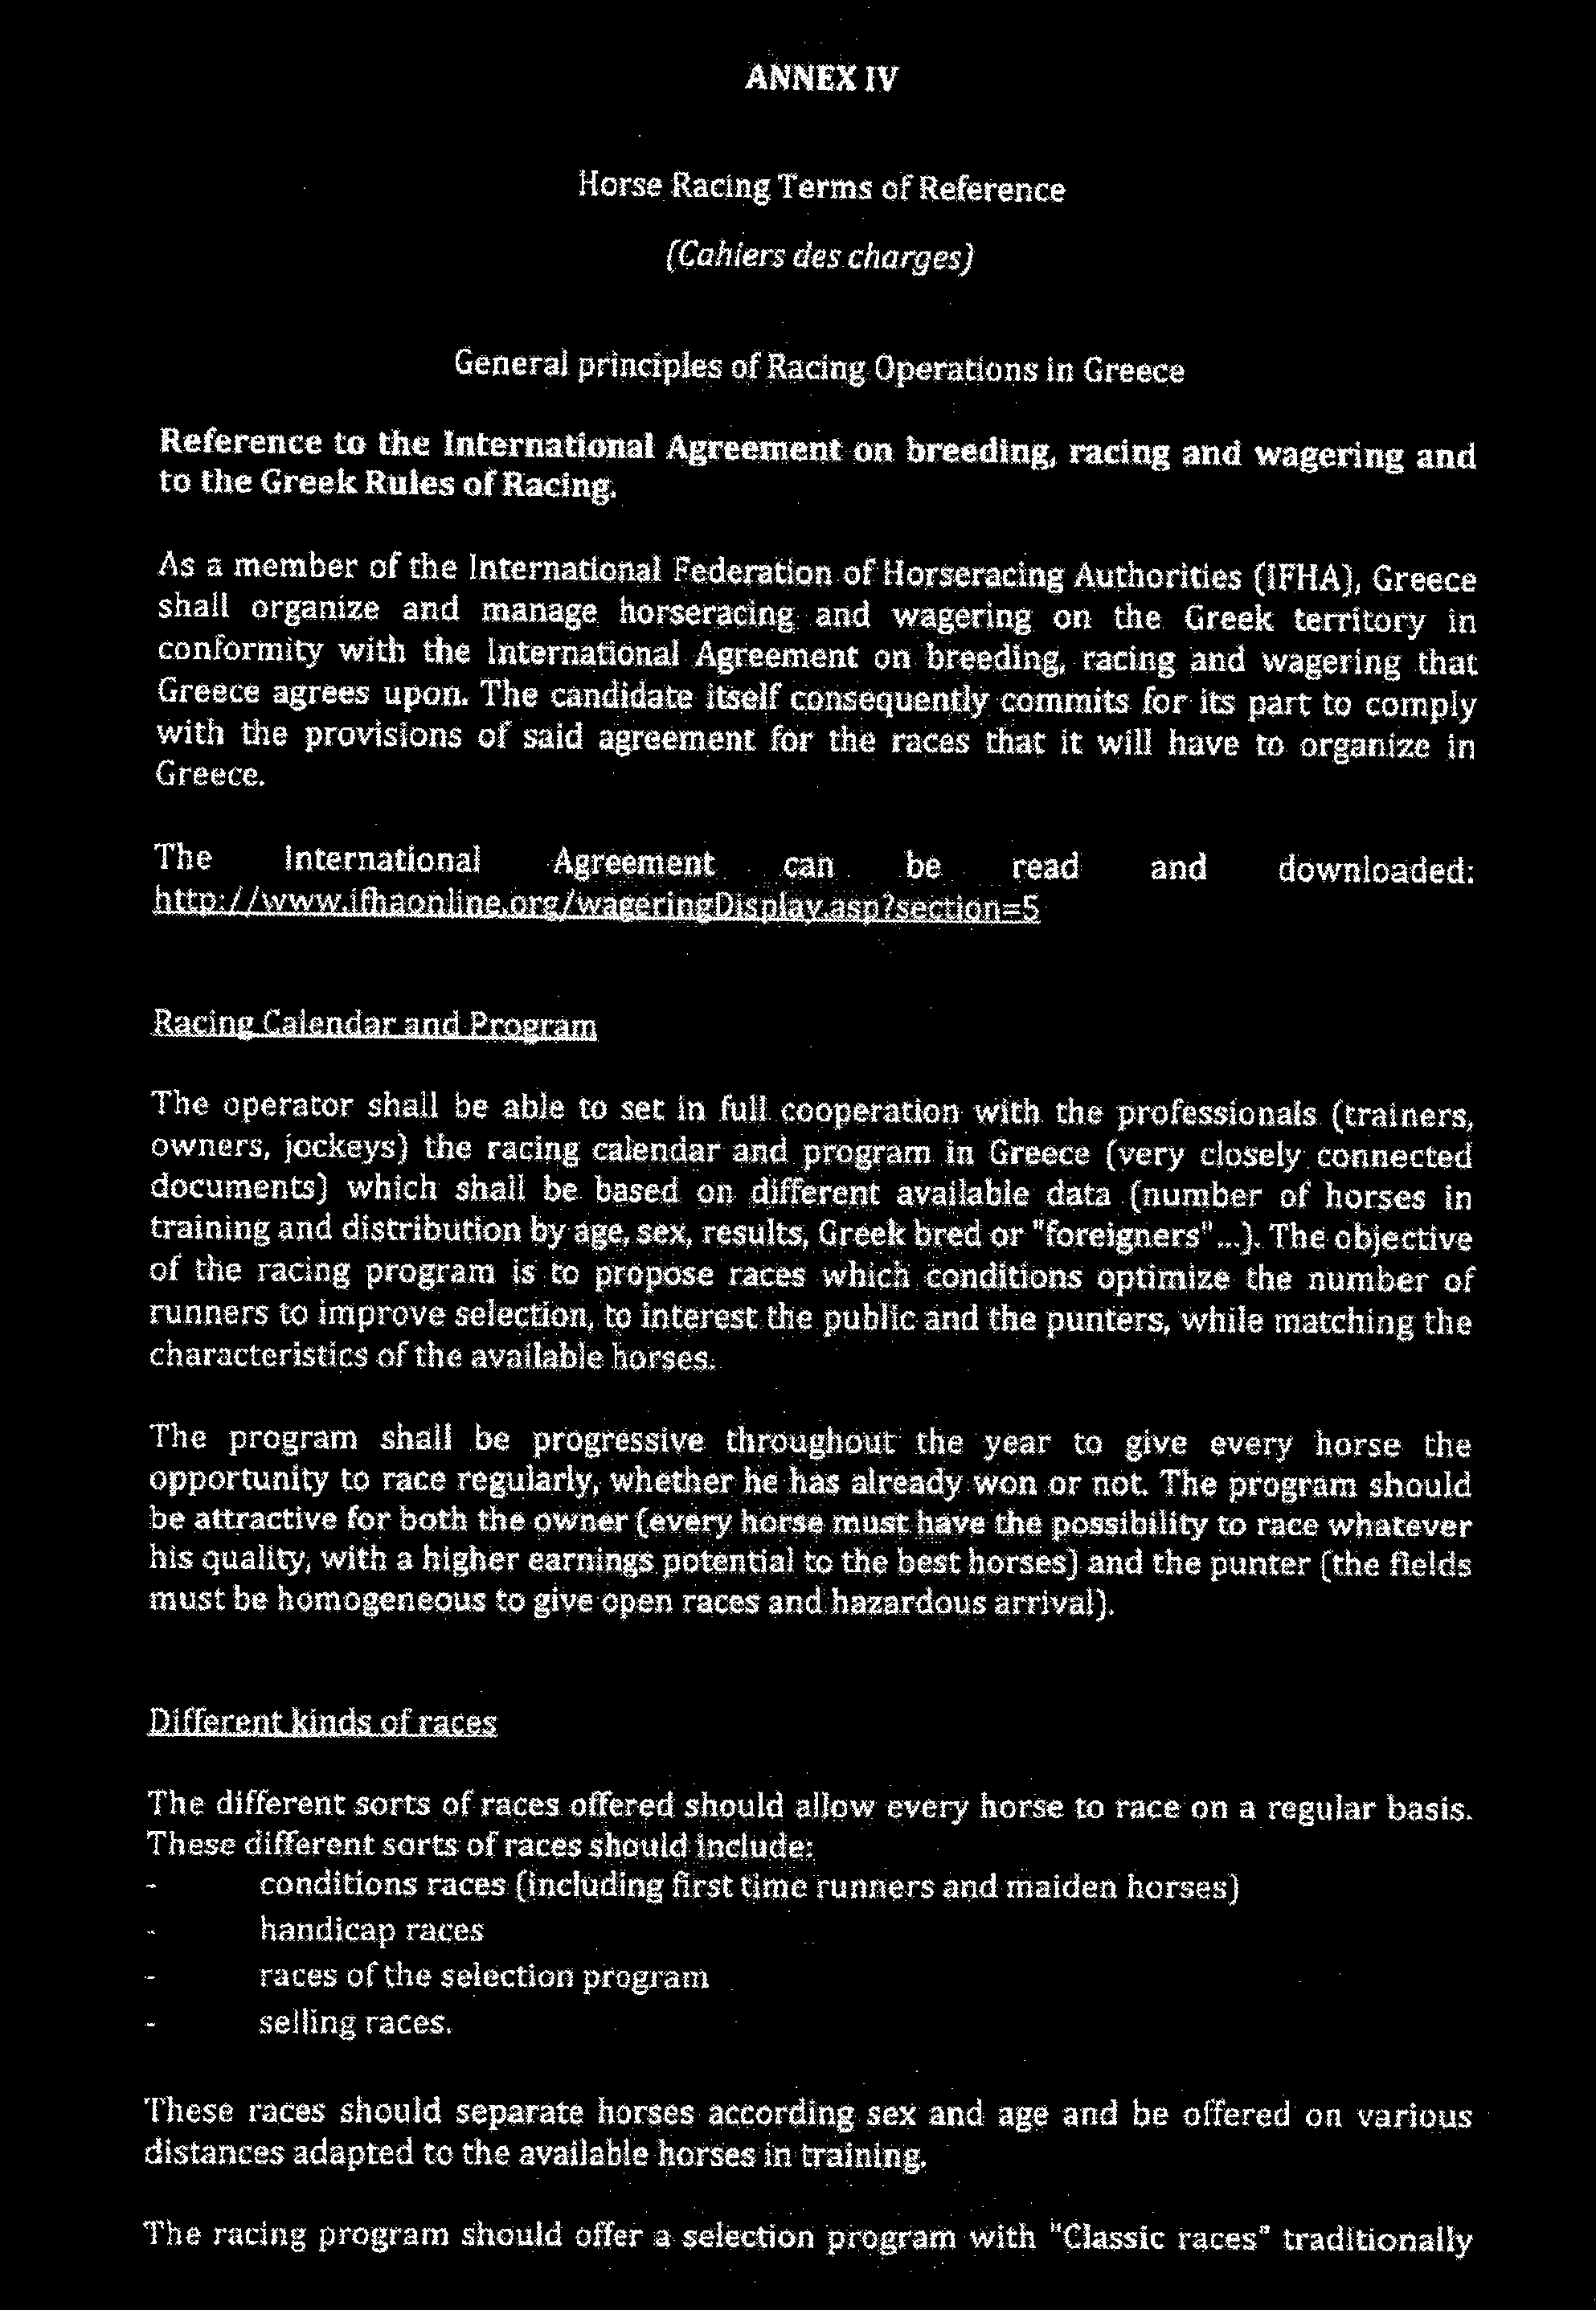 ANNEX IV
Horse Racing Terms of Reference
(Cahiers des charges)
General principles of Racing Operations in Greece
Reference to the International Agreement on breeding, racing and wagering and
to the Greek Rules of Racing.
As a member of the International Federation of Horseracing Authorities (IFHA), Greece
shall organize and manage horseracing and wagering on the Greek territory in
conformity with the International Agreement on breeding, racing and wagering that
Greece agrees upon. The candidate itself consequently commits for its part to comply
with the provisions of said agreement for the races that it will have to organize in
Greece.
The International Agreement can be read and downloaded:
http://www.ifhaonline.org/wageringDisplay.asp?section=5
Racing Calendar and Program
The operator shall be able to set in full cooperation with the professionals (trainers,
owners, jockeys) the racing calendar and program in Greece (very closely connected
documents) which shall be based on different available data (number of horses in
training and distribution by age, sex, results, Greek bred or "foreigners"...). The objective
of the racing program is to propose races which conditions optimize the number of
runners to improve selection, to interest the public and the punters, while matching the
characteristics of the available horses.
The program shall be progressive throughout the year to give every horse the
opportunity to race regularly, whether he has already won or not. The program should
be attractive for both the owner (every horse must have the possibility to race whatever
his quality, with a higher earnings potential to the best horses) and the punter (the fields
must be homogeneous to give open races and hazardous arrival).
Different kinds of races
The different sorts of races offered should allow every horse to race on a regular basis.
These different sorts of races should include:
- conditions races (including first time runners and maiden horses)
- handicap races
- races of the selection program
- selling races.
These races should separate horses according sex and age and be offered on various
distances adapted to the available horses in training.
The racing program should offer a selection program with "Classic races" traditionally